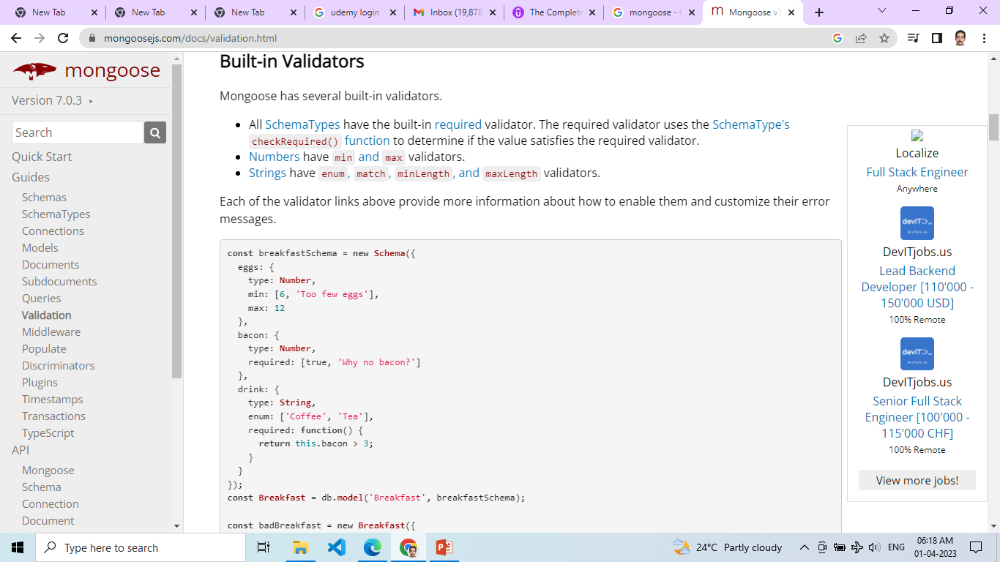 New Tab
New Tab
New Tab
udemy login -
Inbox (19,878
The Complete
mongoose - G
Mongoose v7
mongoosejs.com/docs/validation.html
mongoose
Version 7.0.3
Search
Quick Start
Guides
Schemas
SchemaTypes
Connections
Models
Documents
Subdocuments
Queries
Validation
Middleware
Populate
Discriminators
Plugins
Timestamps
Transactions
TypeScript
API
Mongoose
Schema
Connection
Document
Built-in Validators
Mongoose has several built-in validators.
All SchemaTypes have the built-in required validator. The required validator uses the SchemaType's
checkRequired() function to determine if the value satisfies the required validator.
Numbers have min and max validators.
Strings have enum, match, minLength, and maxLength validators.
Each of the validator links above provide more information about how to enable them and customize their error
messages.
const breakfastSchema = new Schema({
eggs: {
type: Number,
min: [6, 'Too few eggs'],
max: 12
},
bacon: {
type: Number,
required: [true, 'Why no bacon?']
},
drink: {
type: String,
enum: ['Coffee', 'Tea'],
required: function() {
return this.bacon > 3;
}
}
});
const Breakfast = db.model('Breakfast', breakfastSchema);
const badBreakfast = new Breakfast({
Localize
Full Stack Engineer
Anywhere
devIT
DevITjobs.us
Lead Backend
Developer [110'000 -
150'000 USD]
100% Remote
devIT
DevITjobs.us
Senior Full Stack
Engineer [100'000 -
115'000 CHF]
100% Remote
View more jobs!
Type here to search
24°C Partly cloudy
ENG
06:18 AM
01-04-2023